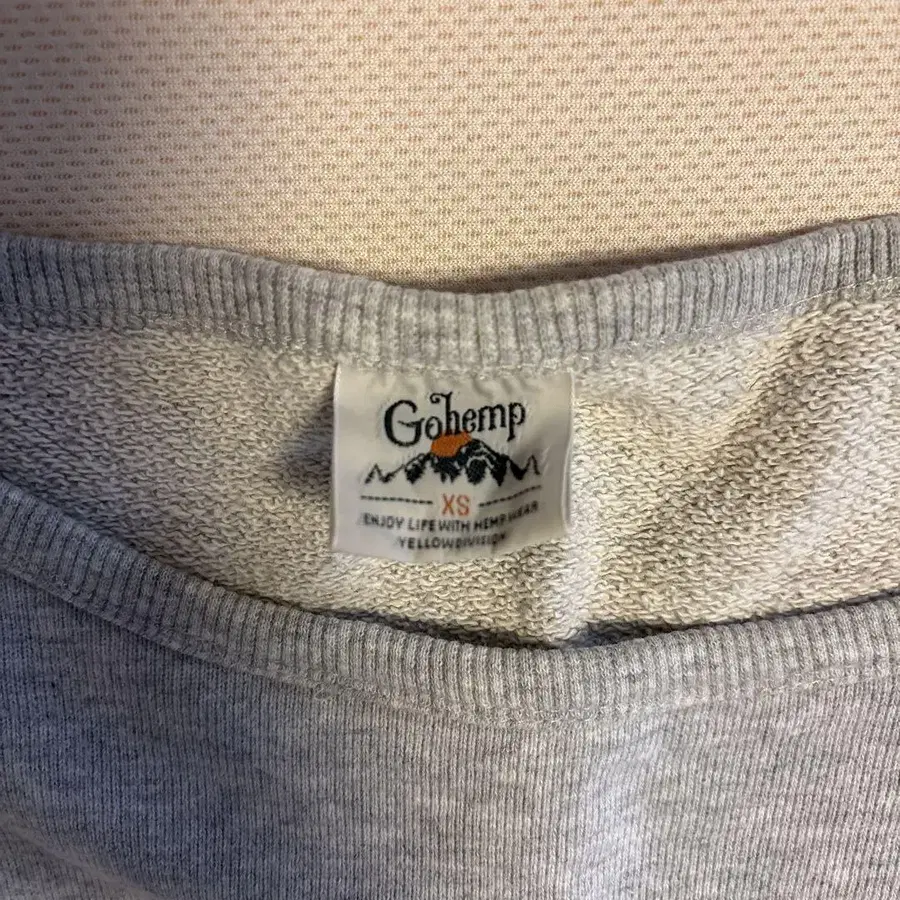 Gohemp
XS
ENJOY LIFE WITH HEMP WEAR
YELLOWDIVISION